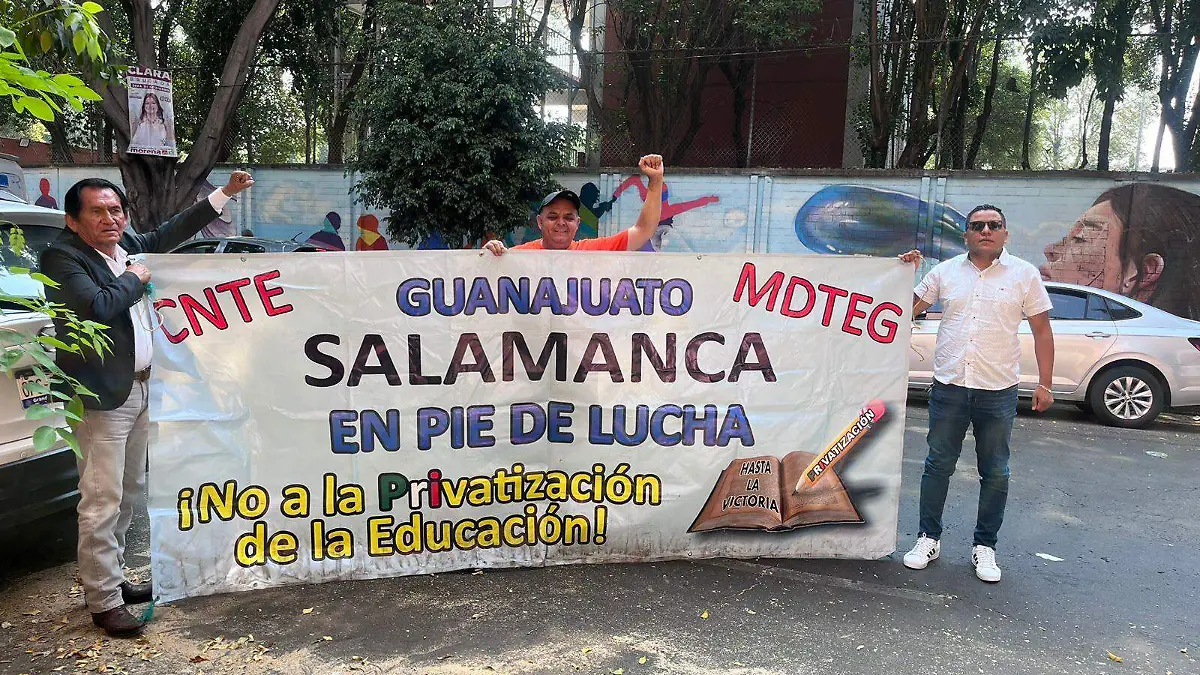 CLARA
morena
CNTE
GUANAJUATO
MDTEG
SALAMANCA
EN PIE DE LUCHA
¡No a la Privatización
de la Educación!
HASTA
LA
VICTORIA
PRIVATIZACIÓN